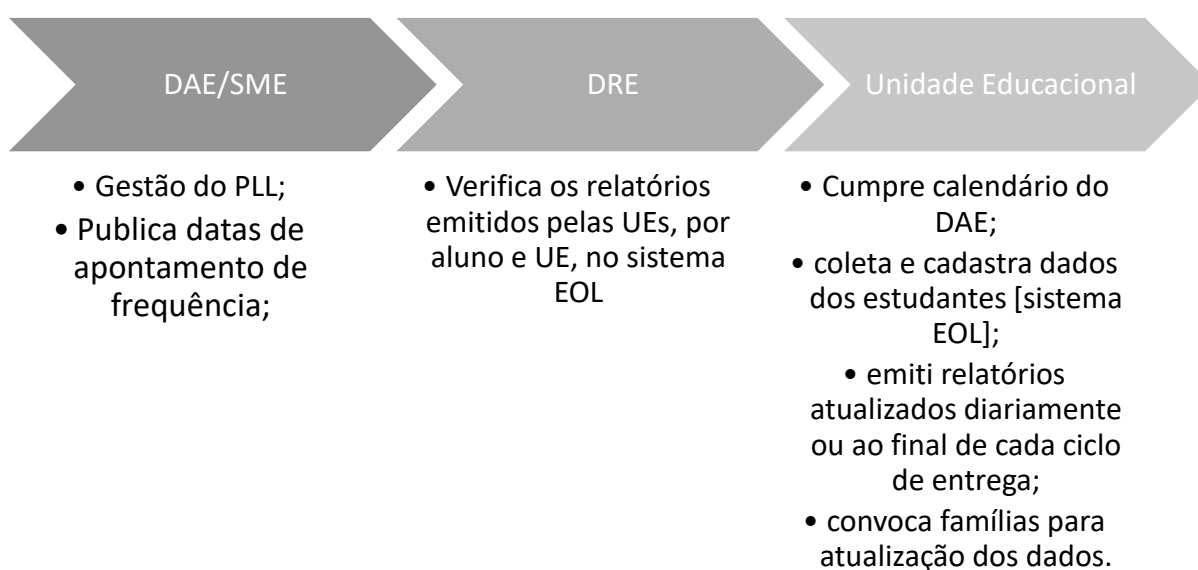 DAE/SME
• Gestão do PLL;
• Publica datas de
apontamento de
frequência;
DRE
• Verifica os relatórios
emitidos pelas UEs, por
aluno e UE, no sistema
EOL
Unidade Educacional
• Cumpre calendário do
DAE;
• coleta e cadastra dados
dos estudantes [sistema
EOL];
• emiti relatórios
atualizados diariamente
ou ao final de cada ciclo
de entrega;
• convoca famílias para
atualização dos dados.